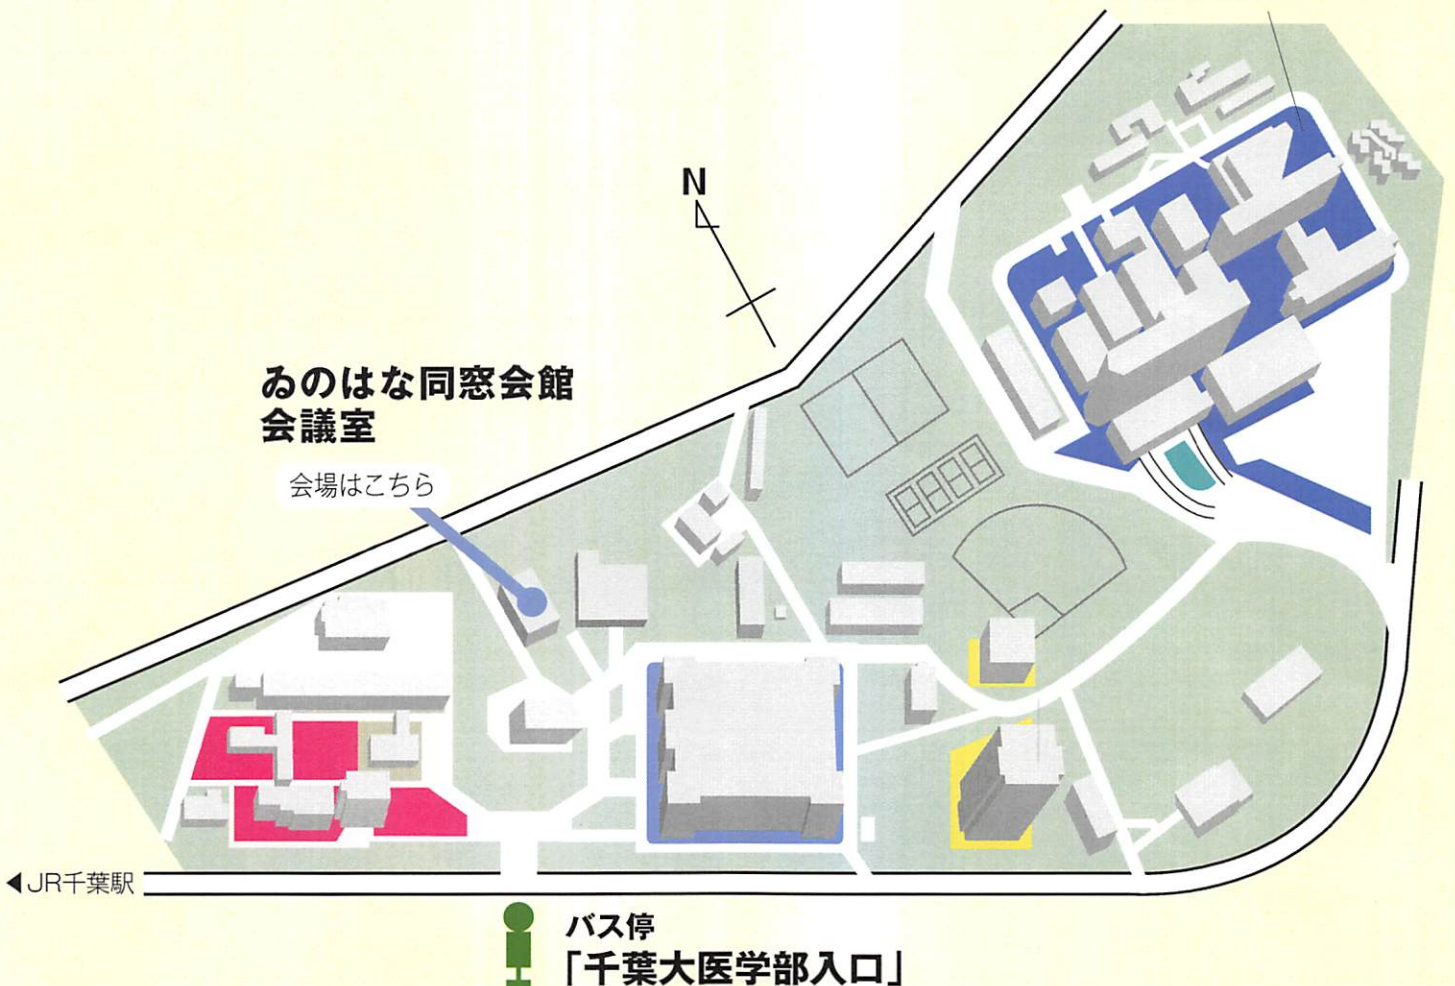 N
ゐのはな同窓会館
会議室
会場はこちら
◀JR千葉駅
バス停
「千葉大医学部入口」